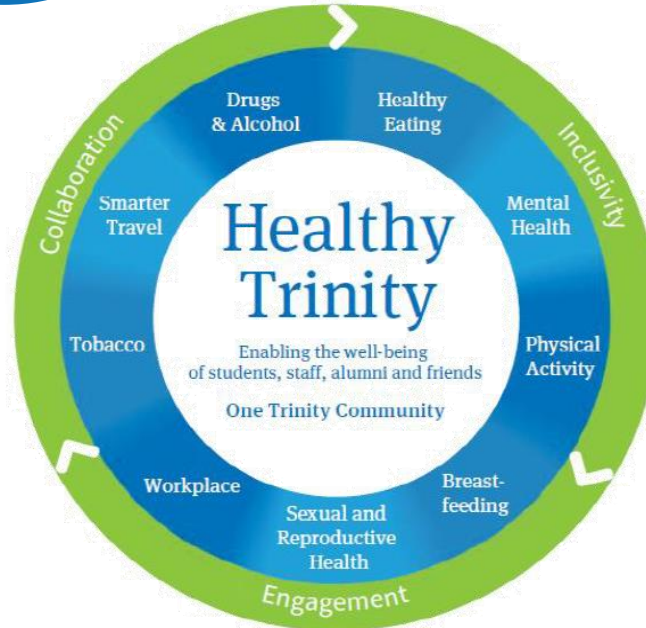 Healthy
Trinity
Enabling the well-being
of students, staff, alumni and friends
One Trinity Community
Drugs
& Alcohol
Healthy
Eating
Mental
Health
Physical
Activity
Breast-
feeding
Sexual and
Reproductive
Health
Workplace
Tobacco
Smarter
Travel
Collaboration
Inclusivity
Engagement